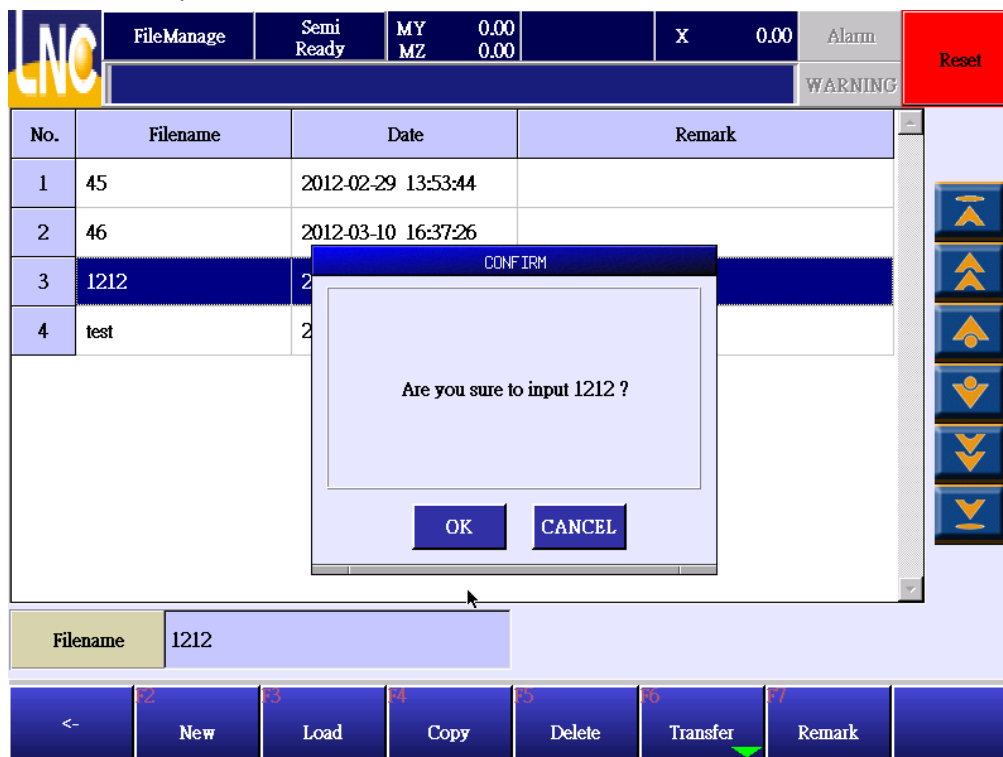 LNC
FileManage
Semi
Ready
MY 0.00
MZ 0.00
X 0.00
Alarm
WARNING
Reset
No. Filename Date Remark
1 45 2012-02-29 13:53:44
2 46 2012-03-10 16:37:26
3 1212 2
4 test 2
CONFIRM
Are you sure to input 1212 ?
OK CANCEL
Filename 1212
<-
F2 New
F3 Load
F4 Copy
F5 Delete
F6 Transfer
F7 Remark